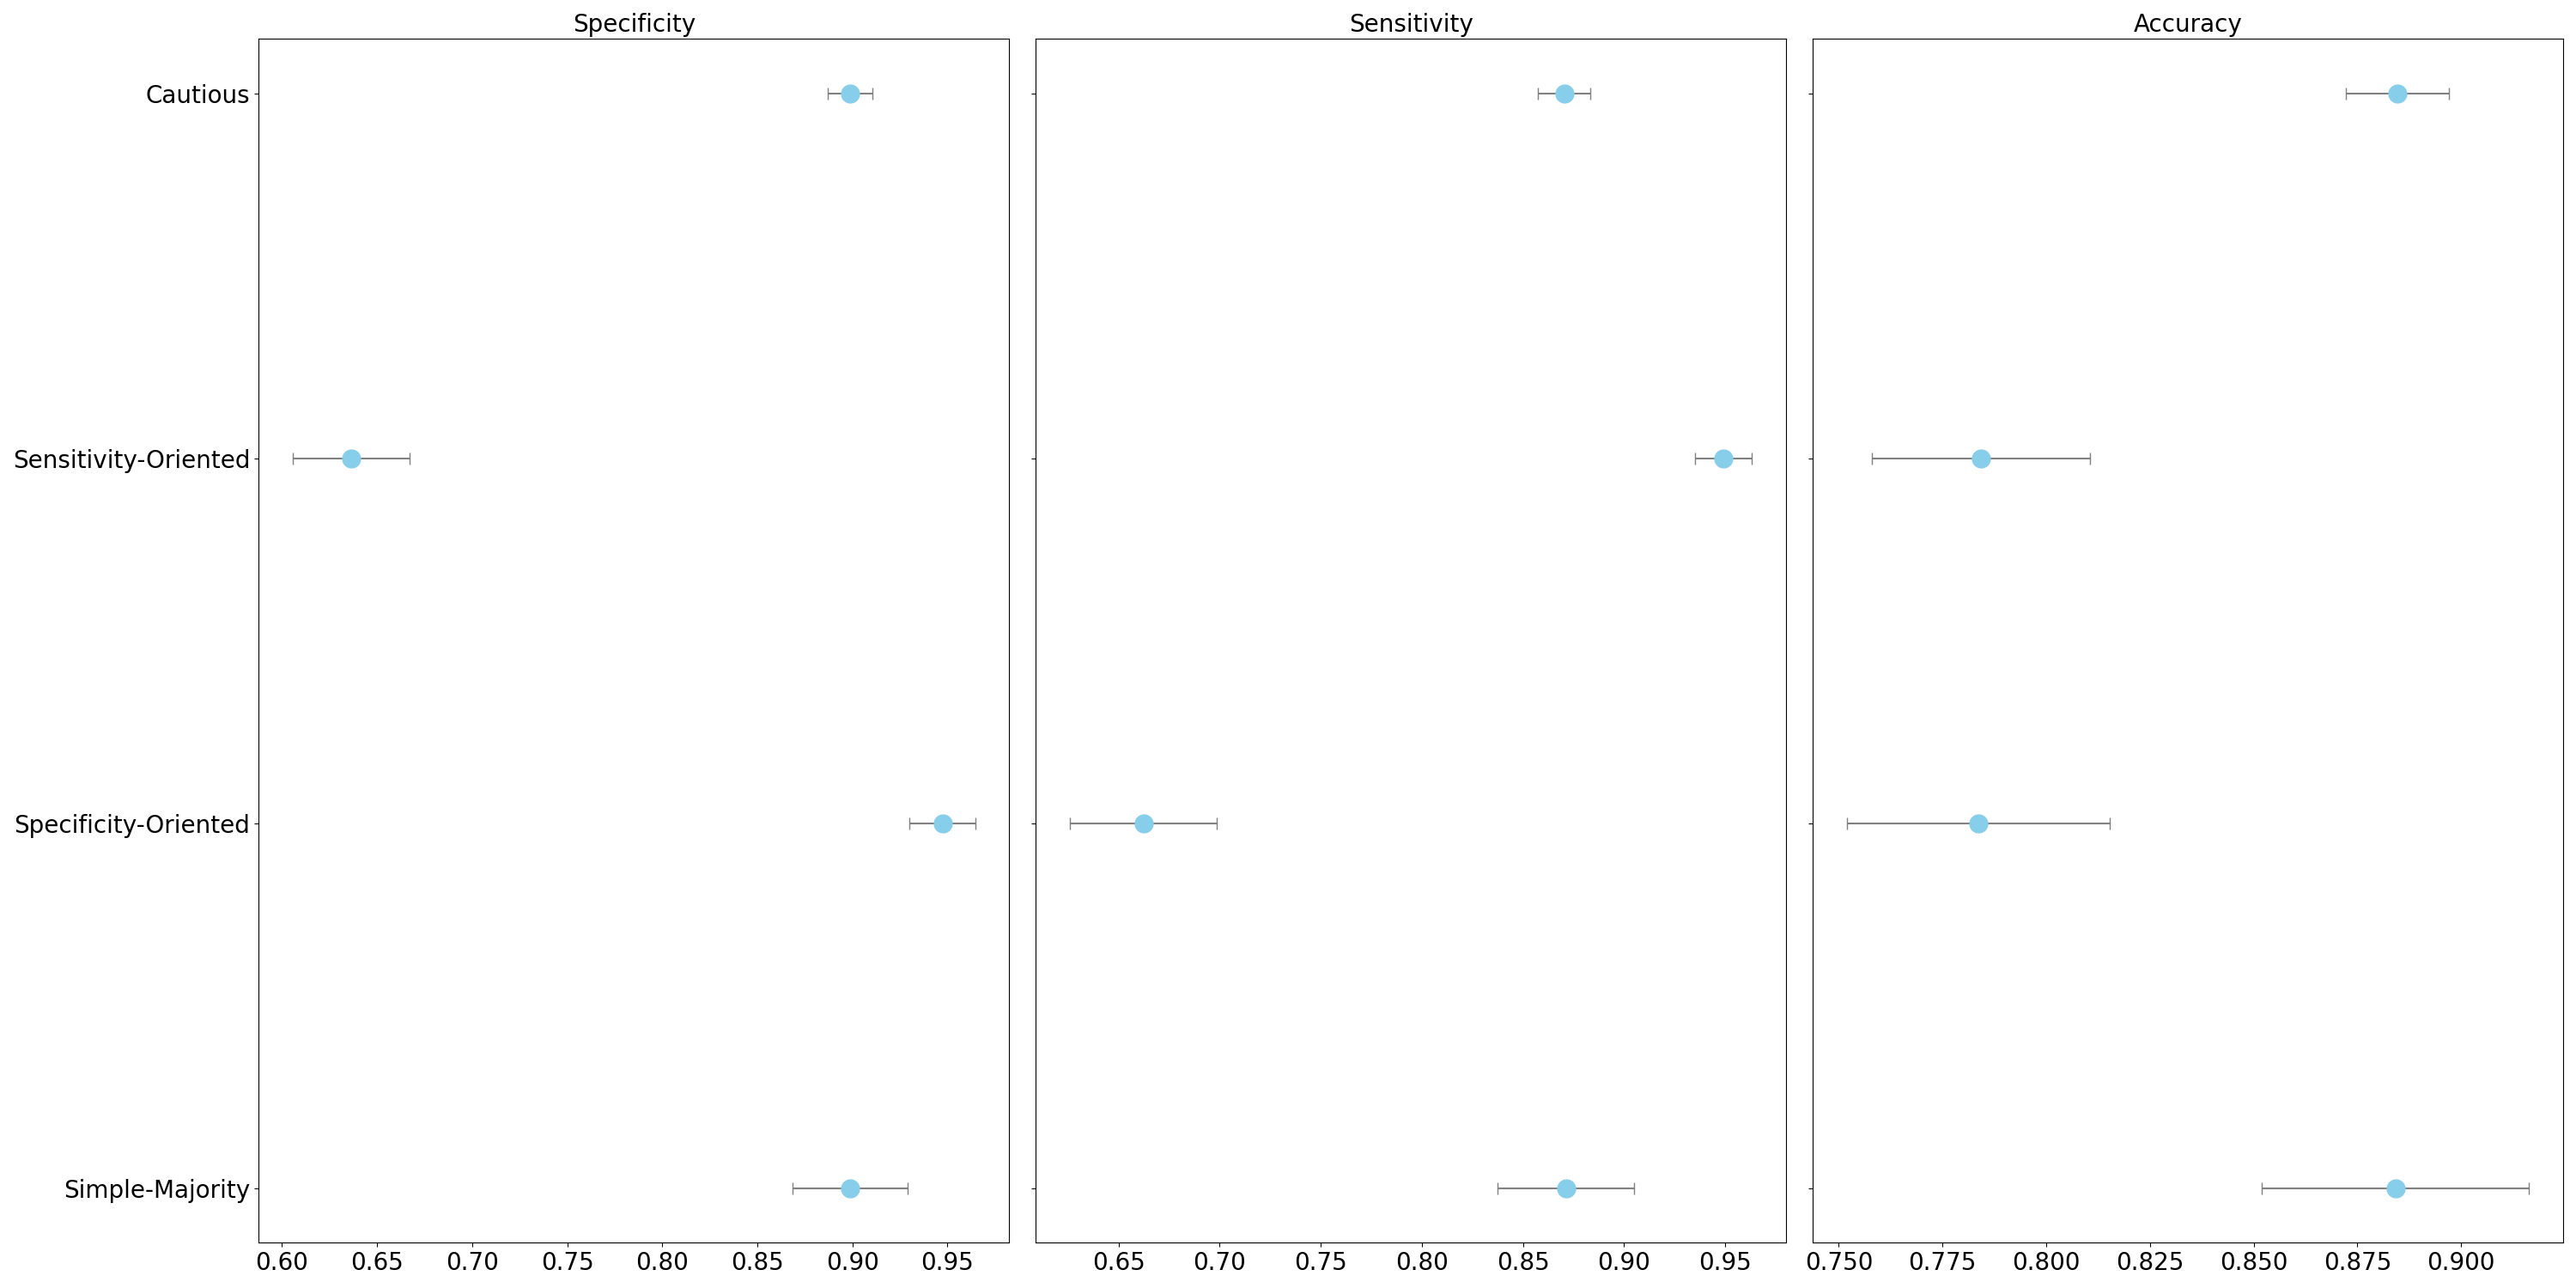 Specificity Sensitivity Accuracy
Cautious
Sensitivity-Oriented
Specificity-Oriented
Simple-Majority
0.60 0.65 0.70 0.75 0.80 0.85 0.90 0.95 0.65 0.70 0.75 0.80 0.85 0.90 0.95 0.750 0.775 0.800 0.825 0.850 0.875 0.900